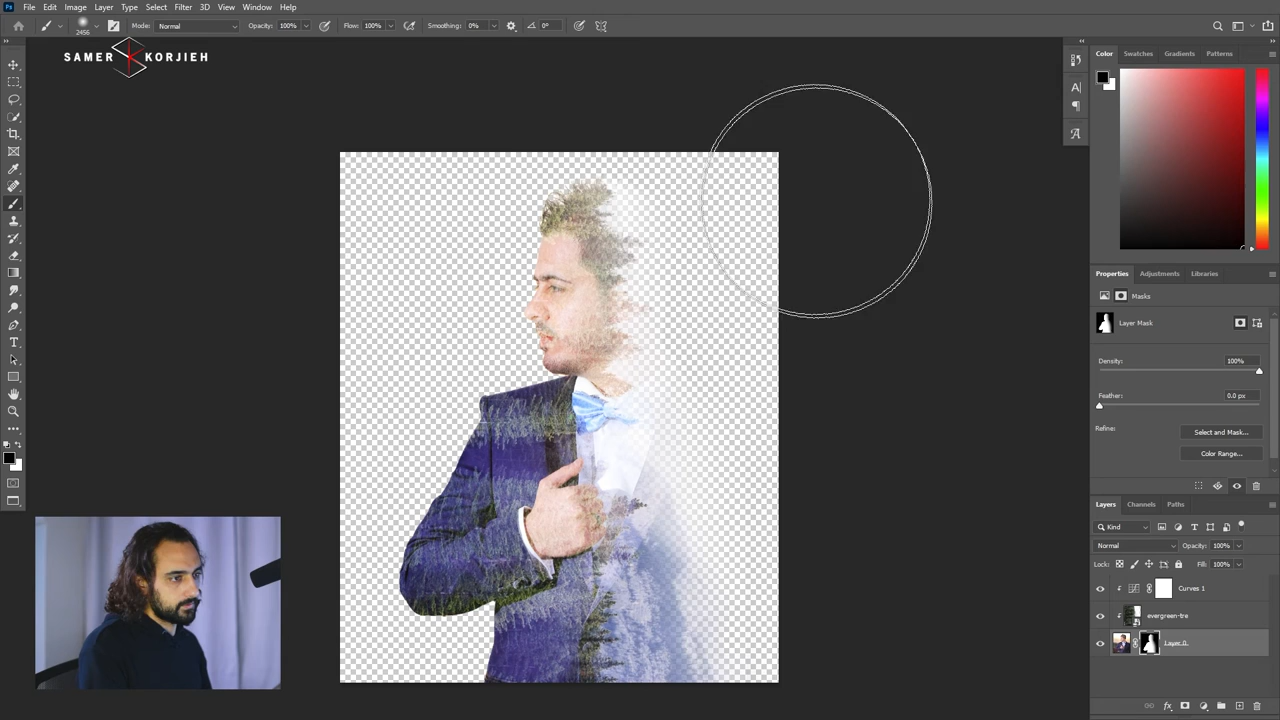 Ps File Edit Image Layer Type Select Filter 3D View Window Help
2456 Mode: Normal Opacity: 100% Flow: 100% Smoothing: 0% 0°
SAMER KORJIEH
Color Swatches Gradients Patterns
Properties Adjustments Libraries
Masks
Layer Mask
Density: 100%
Feather: 0.0 px
Refine: Select and Mask...
Color Range...
Layers Channels Paths
Kind
Normal Opacity: 100%
Lock: Fill: 100%
Curves 1
evergreen-tre
Layer 0